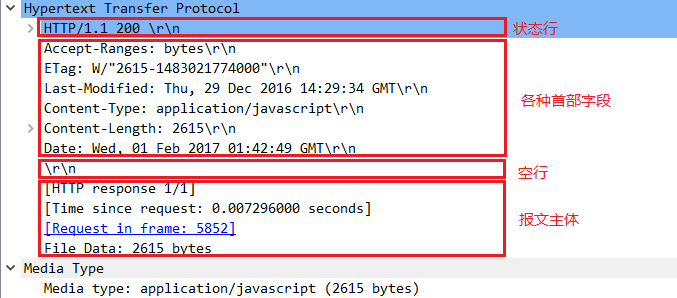 Hypertext Transfer Protocol
HTTP/1.1 200 \r\n
状态行
Accept-Ranges: bytes\r\n
ETag: W/"2615-1483021774000"\r\n
Last-Modified: Thu, 29 Dec 2016 14:29:34 GMT\r\n
Content-Type: application/javascript\r\n
各种首部字段
Content-Length: 2615\r\n
Date: Wed, 01 Feb 2017 01:42:49 GMT\r\n
\r\n
空行
[HTTP response 1/1]
[Time since request: 0.007296000 seconds]
[Request in frame: 5852]
报文主体
File Data: 2615 bytes
Media Type
Media type: application/javascript (2615 bytes)